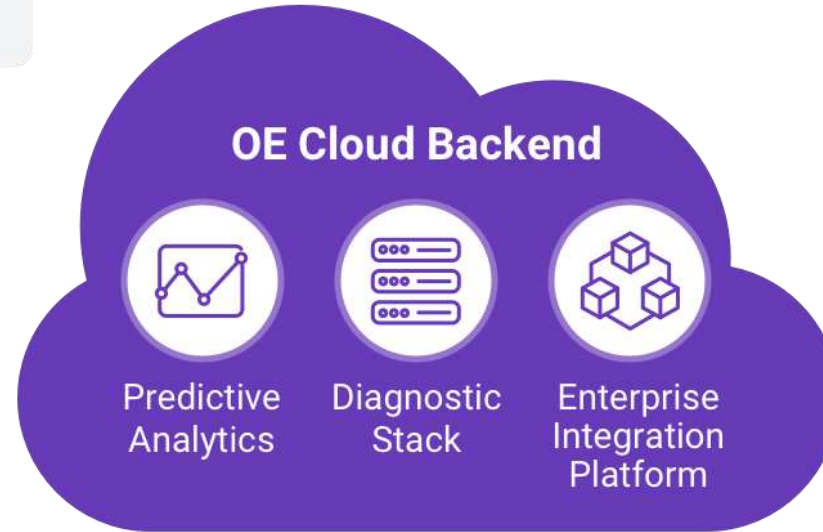 OE Cloud Backend
Predictive
Analytics
Diagnostic
Stack
Enterprise
Integration
Platform